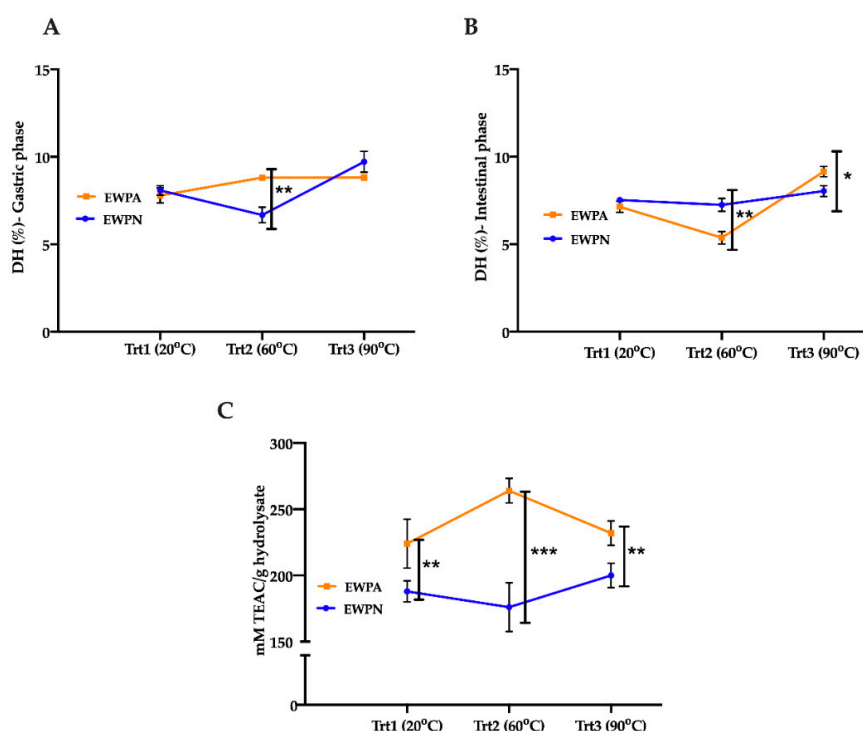 A
DH (%)- Gastric phase
15
10
5
0
EWPA
EWPN
**
Trt1 (20°C) Trt2 (60°C) Trt3 (90°C)
B
DH (%)- Intestinal phase
15
10
5
0
EWPA
EWPN
**
*
Trt1 (20°C) Trt2 (60°C) Trt3 (90°C)
C
mM TEAC/g hydrolysate
300
250
200
150
0
EWPA
EWPN
**
***
**
Trt1 (20°C) Trt2 (60°C) Trt3 (90°C)